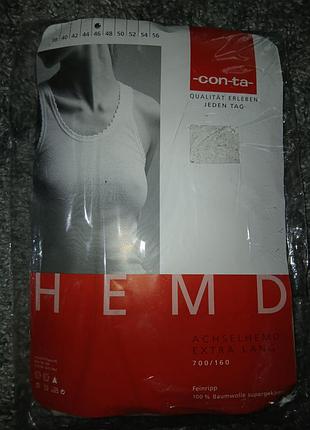 38 40 42 44 46 48 50 52 54 56
-con-ta-
QUALITÄT ERLEBEN
JEDEN TAG
HEMD
ACHSELHEMD
EXTRA LANG
700/160
Feinripp
100 % Baumwolle supergekämmt